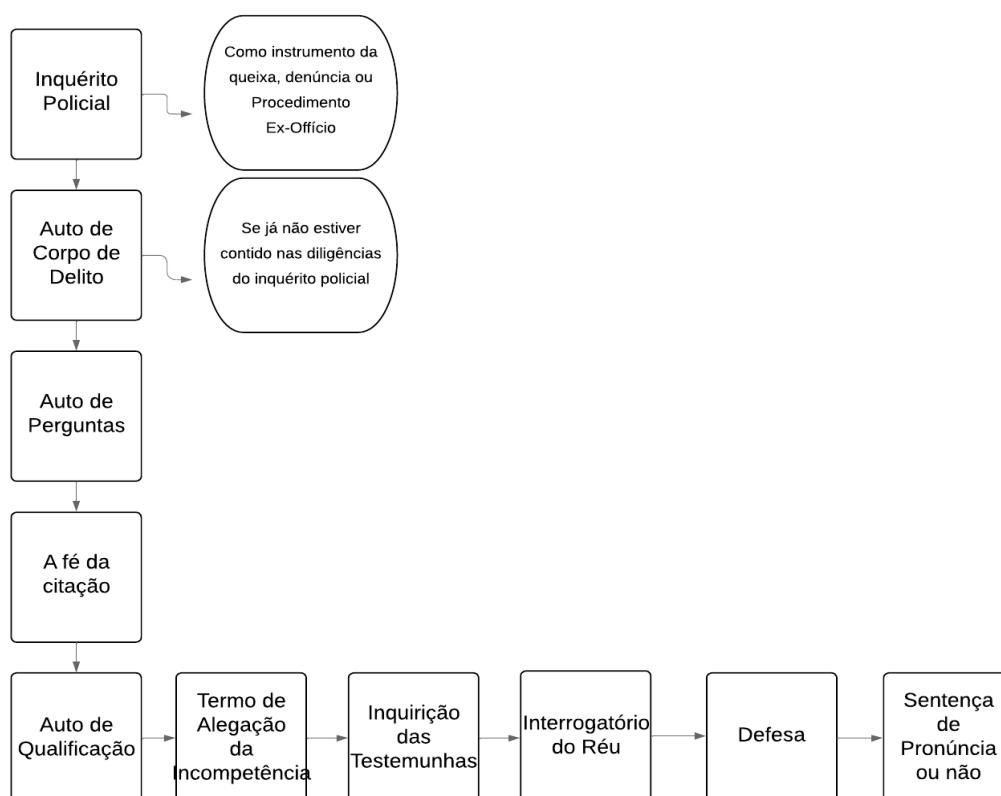 Inquérito
Policial
Como instrumento da
queixa, denúncia ou
Procedimento
Ex-Offício
Auto de
Corpo de
Delito
Se já não estiver
contido nas diligências
do inquérito policial
Auto de
Perguntas
A fé da
citação
Auto de
Qualificação
Termo de
Alegação
da
Incompetência
Inquirição
das
Testemunhas
Interrogatório
do Réu
Defesa
Sentença
de
Pronúncia
ou não